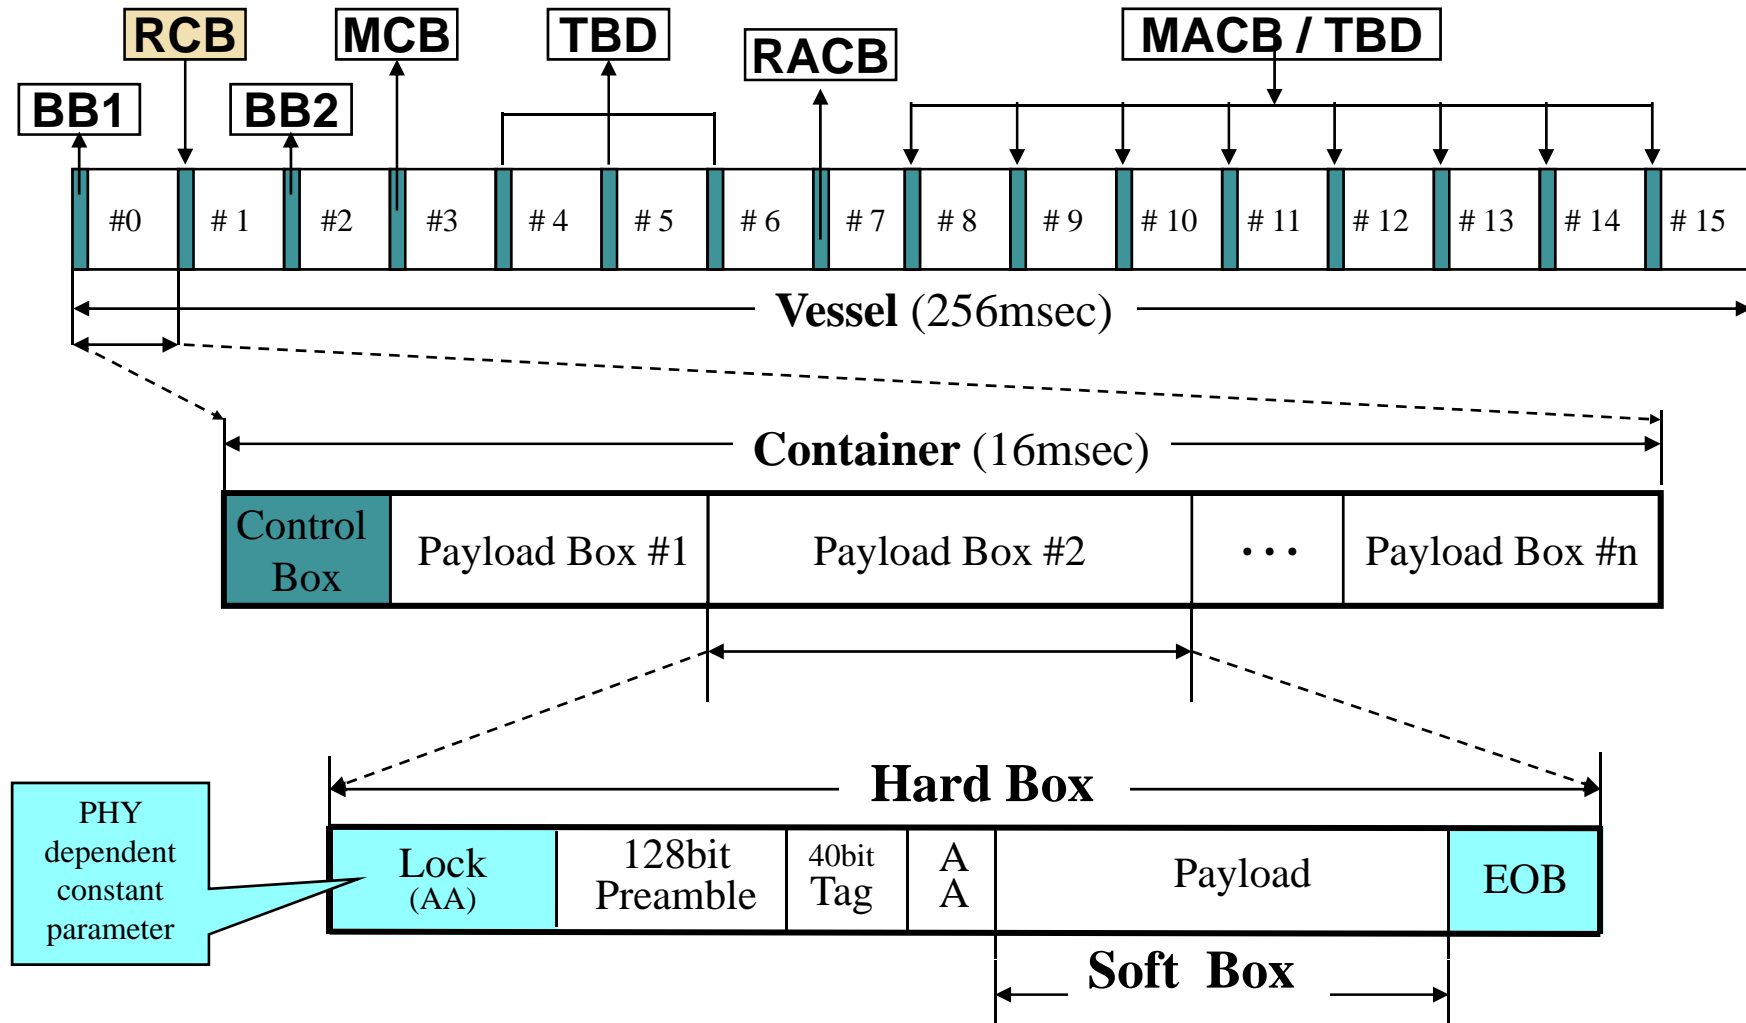 RCB
MCB
TBD
RACB
MACB / TBD
BB1
BB2
#0
# 1
#2
#3
# 4
# 5
# 6
# 7
# 8
# 9
# 10
# 11
# 12
# 13
# 14
# 15
Vessel (256msec)
Container (16msec)
Control
Box
Payload Box #1
Payload Box #2
···
Payload Box #n
Hard Box
PHY
dependent
constant
parameter
Lock
(AA)
128bit
Preamble
40bit
Tag
A
A
Payload
EOB
Soft Box